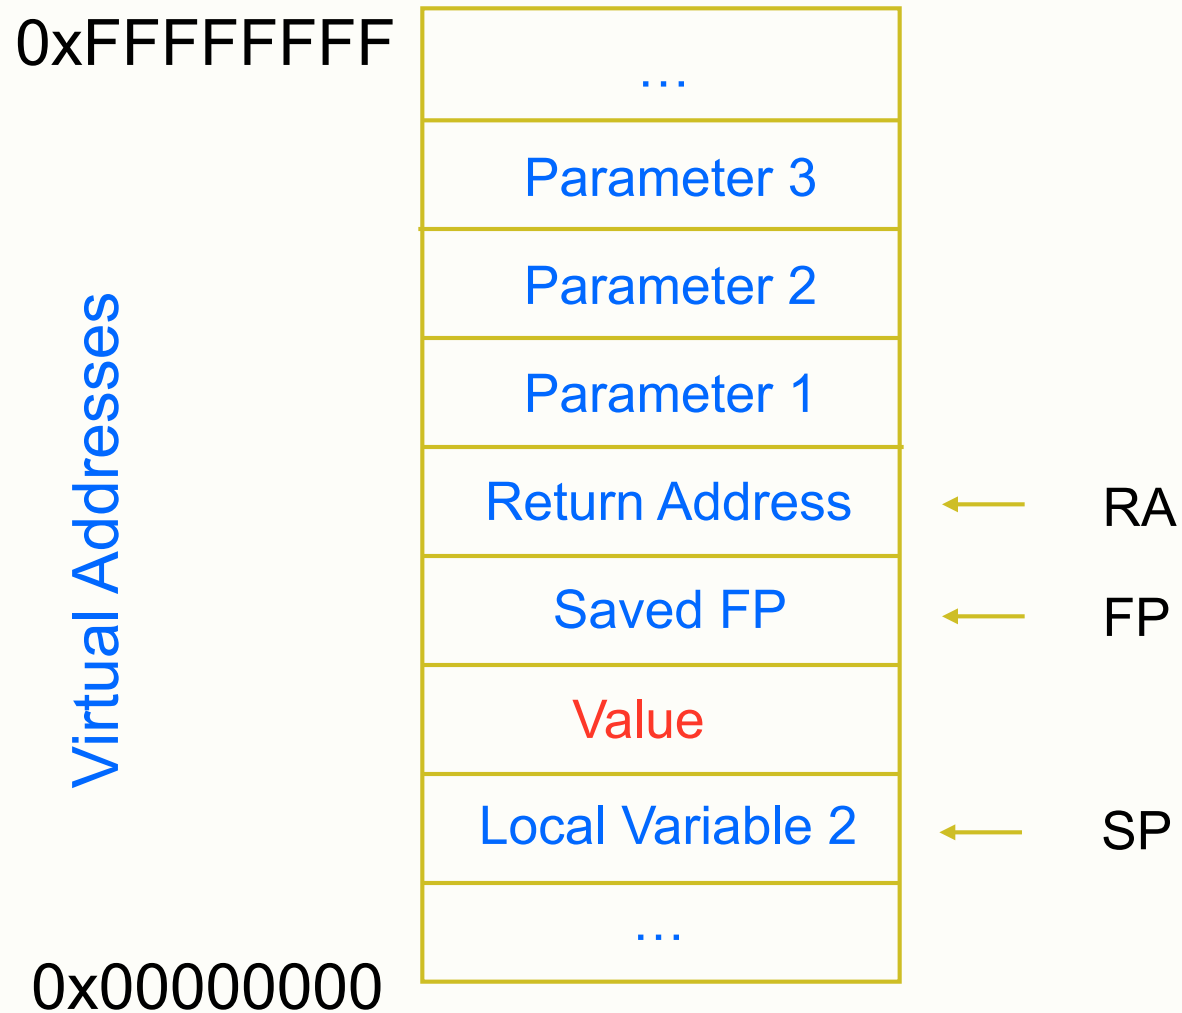 0xFFFFFFFF
…
Parameter 3
Parameter 2
Parameter 1
Return Address
RA
Saved FP
FP
Value
Local Variable 2
SP
…
0x00000000
Virtual Addresses